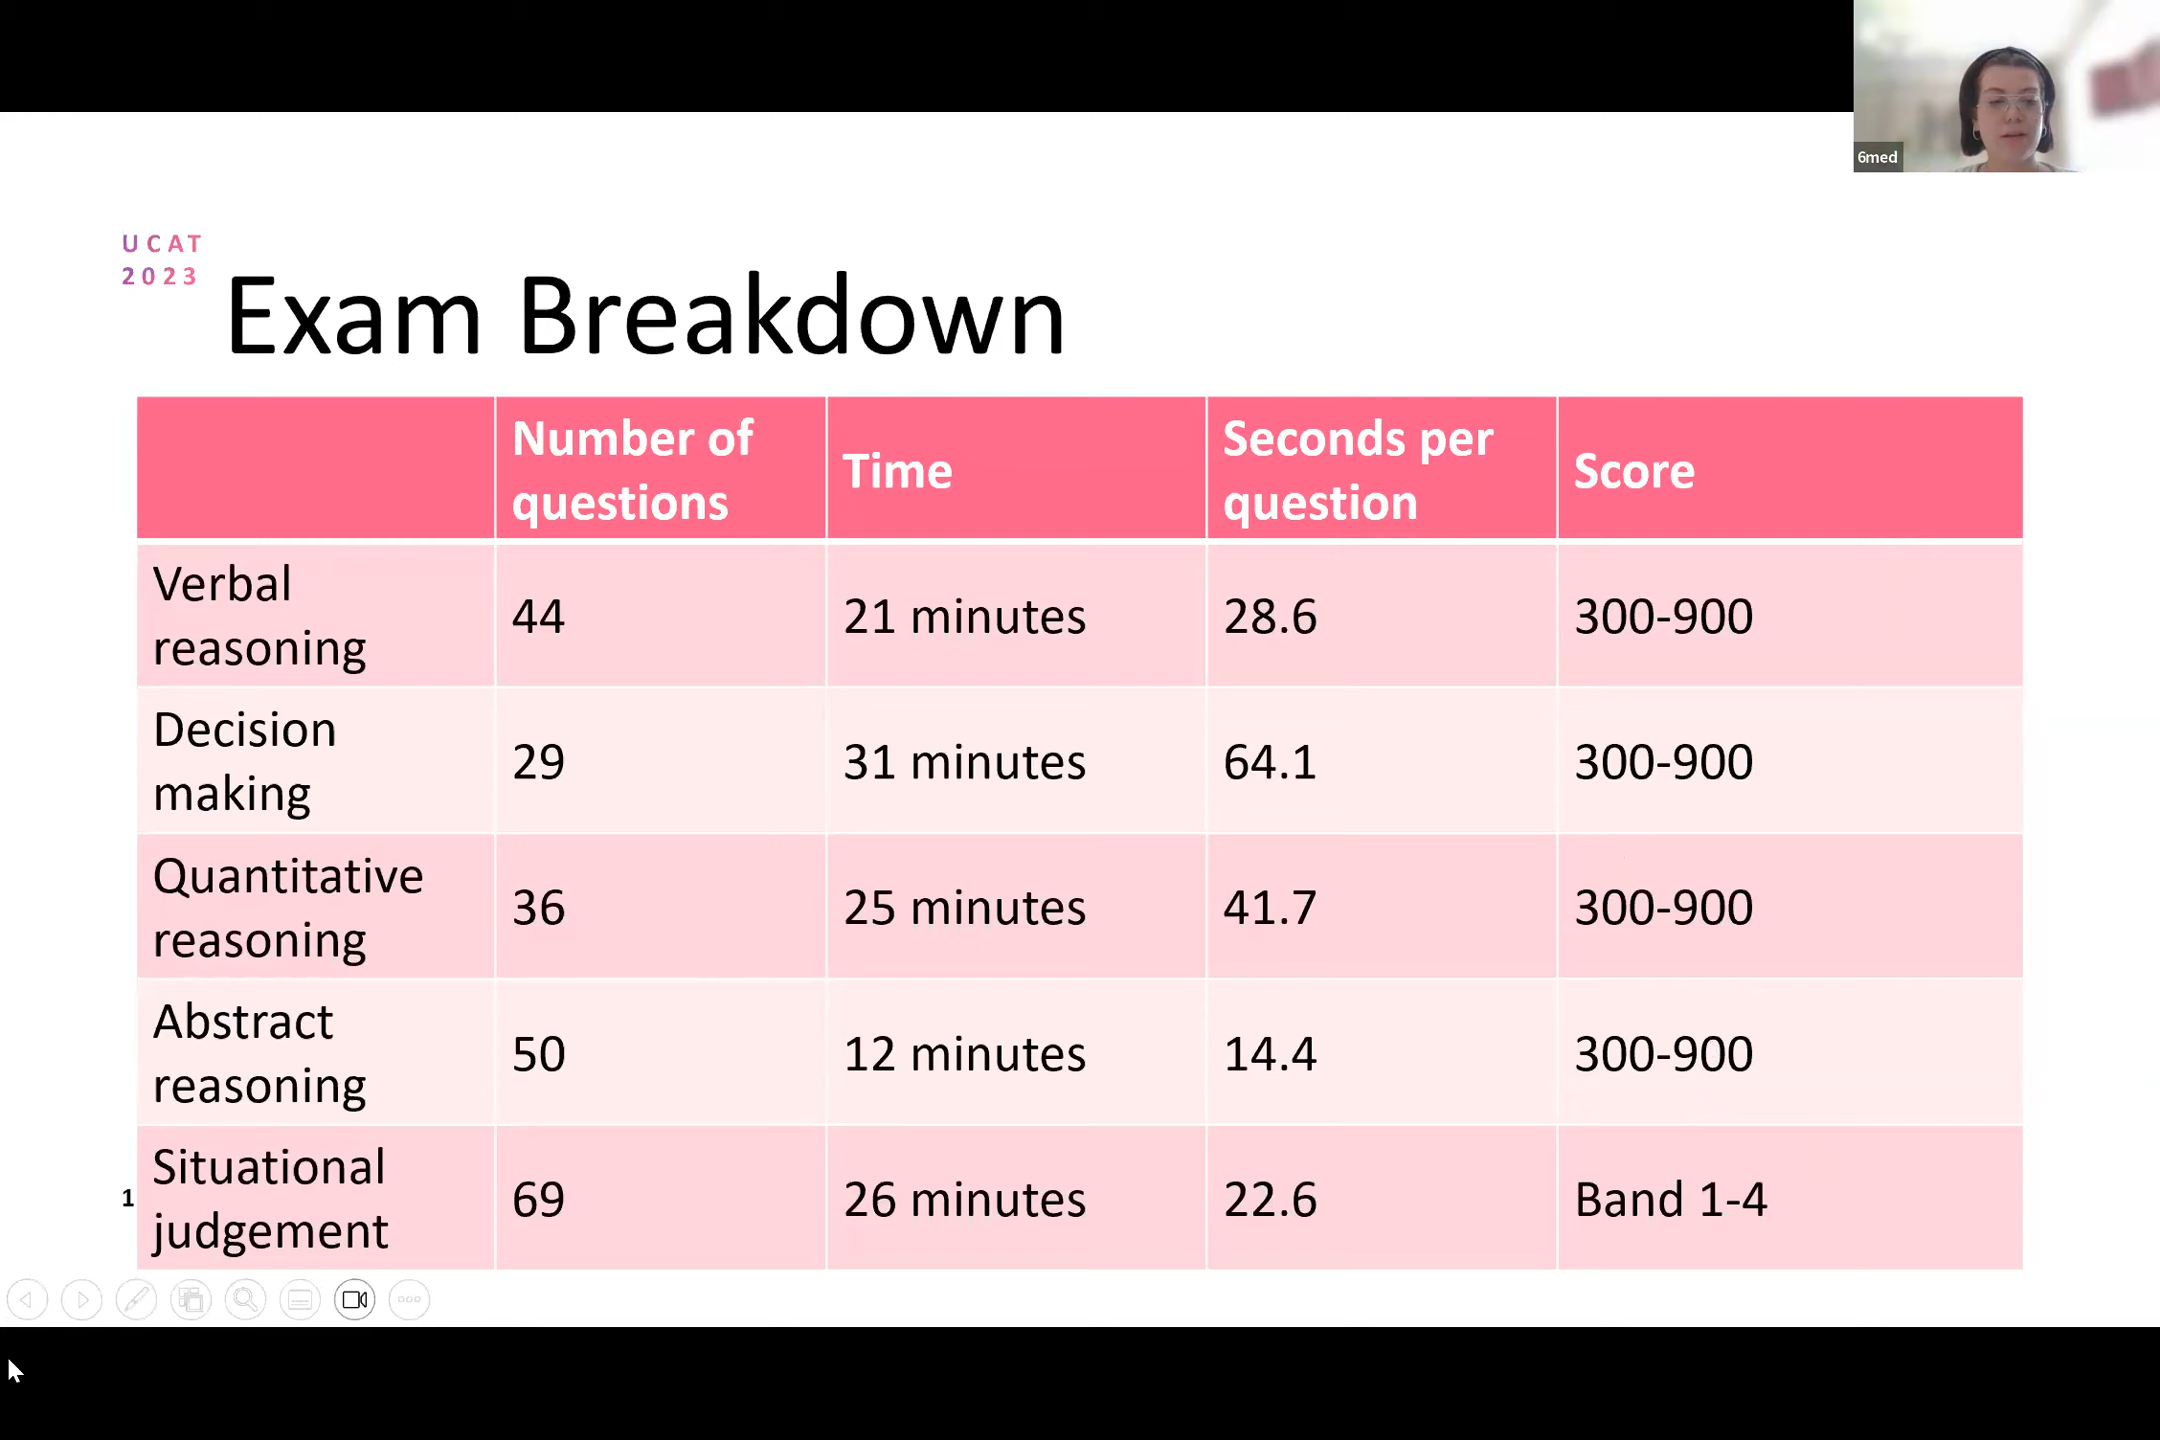 6med
UCAT
2023
Exam Breakdown
Number of
questions
Time
Seconds per
question
Score
Verbal
reasoning
44
21 minutes
28.6
300-900
Decision
making
29
31 minutes
64.1
300-900
Quantitative
reasoning
36
25 minutes
41.7
300-900
Abstract
reasoning
50
12 minutes
14.4
300-900
Situational
judgement
69
26 minutes
22.6
Band 1-4
1